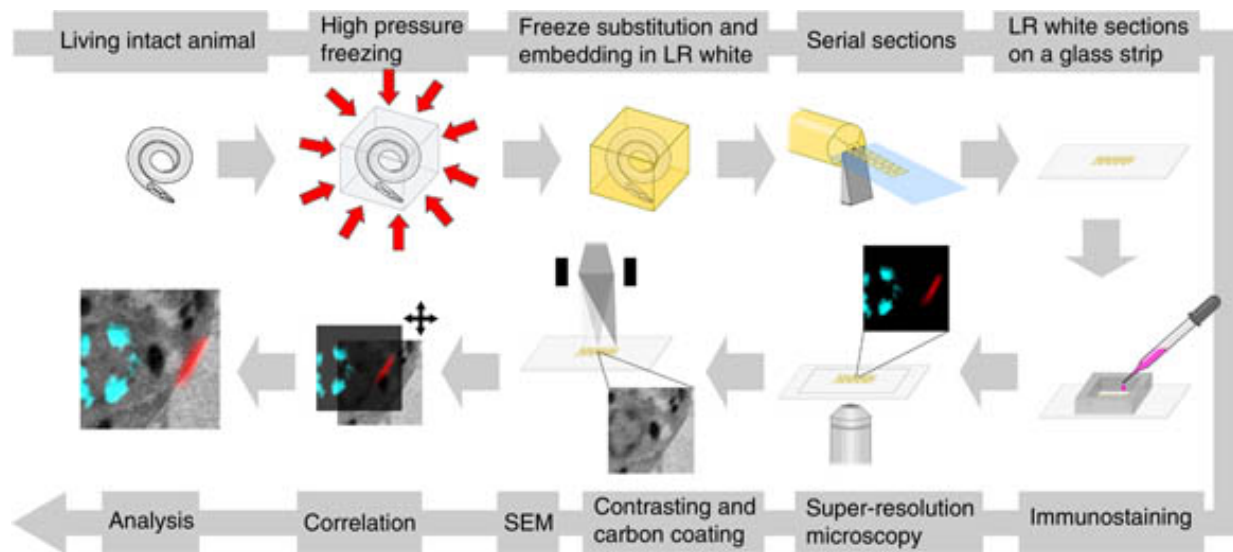 Living intact animal
High pressure
freezing
Freeze substitution and
embedding in LR white
Serial sections
LR white sections
on a glass strip
Analysis
Correlation
SEM
Contrasting and
carbon coating
Super-resolution
microscopy
Immunostaining